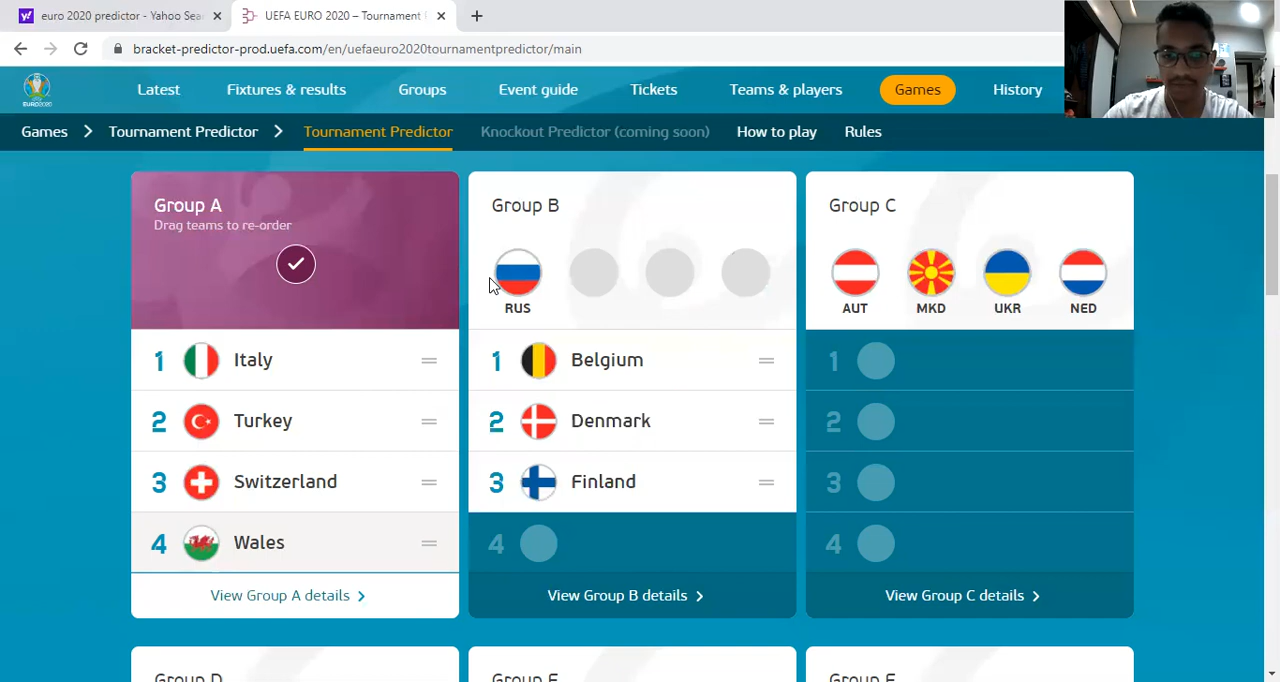 euro 2020 predictor - Yahoo Sea
UEFA EURO 2020 – Tournament
bracket-predictor-prod.uefa.com/en/uefaeuro2020tournamentpredictor/main
EURO2020
Latest Fixtures & results Groups Event guide Tickets Teams & players Games History
Games Tournament Predictor Tournament Predictor Knockout Predictor (coming soon) How to play Rules
Group A
Drag teams to re-order
1 Italy
2 Turkey
3 Switzerland
4 Wales
View Group A details
Group B
RUS
1 Belgium
2 Denmark
3 Finland
4
View Group B details
Group C
AUT MKD UKR NED
1
2
3
4
View Group C details
Group D